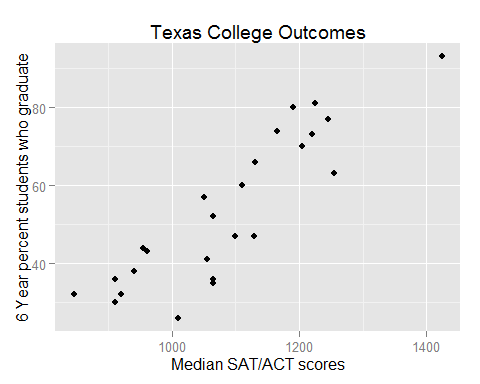 Texas College Outcomes
6 Year percent students who graduate
80
60
40
1000
1200
1400
Median SAT/ACT scores